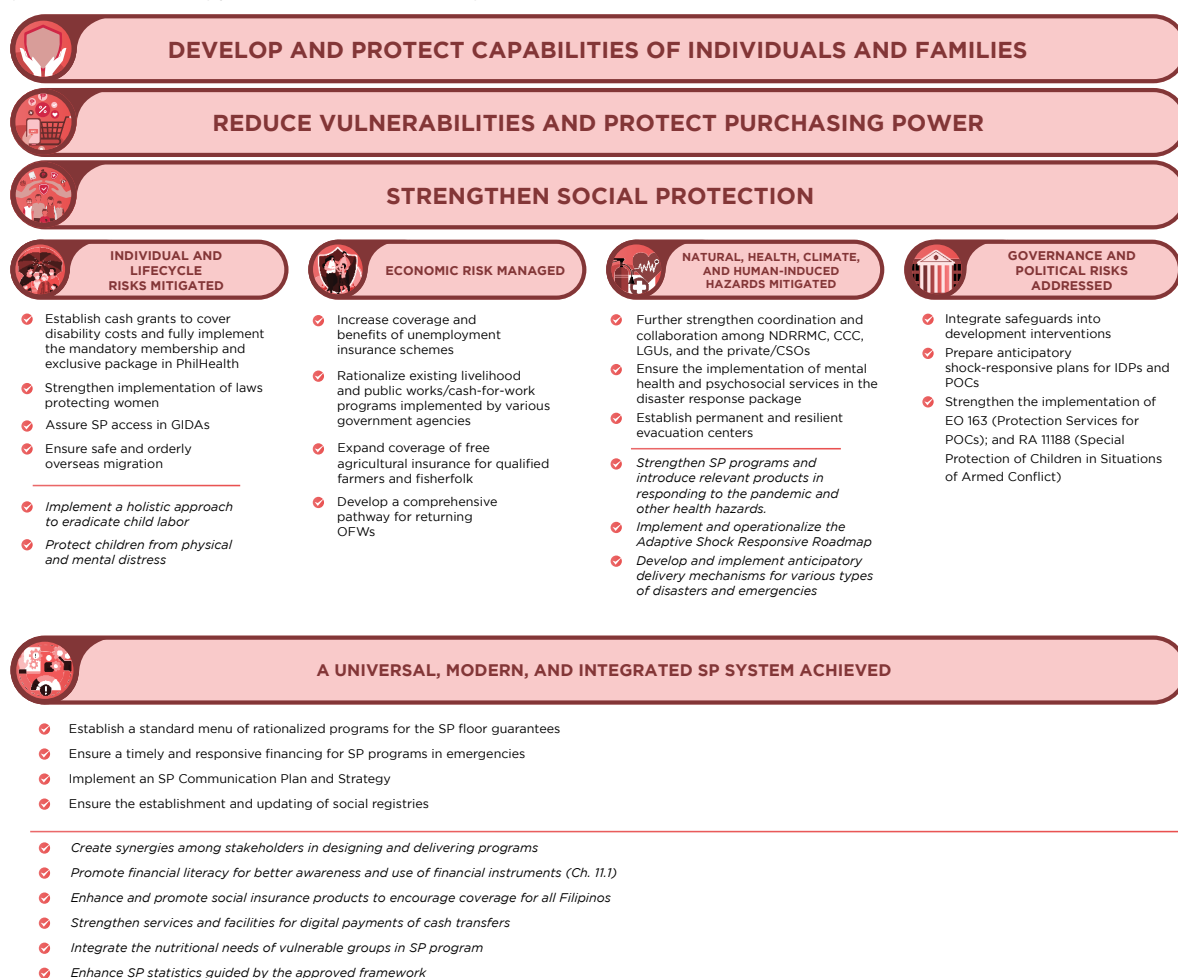 DEVELOP AND PROTECT CAPABILITIES OF INDIVIDUALS AND FAMILIES
REDUCE VULNERABILITIES AND PROTECT PURCHASING POWER
STRENGTHEN SOCIAL PROTECTION
INDIVIDUAL AND
LIFECYCLE
RISKS MITIGATED
Establish cash grants to cover
disability costs and fully implement
the mandatory membership and
exclusive package in PhilHealth
Strengthen implementation of laws
protecting women
Assure SP access in GIDAs
Ensure safe and orderly
overseas migration
Implement a holistic approach
to eradicate child labor
Protect children from physical
and mental distress
ECONOMIC RISK MANAGED
Increase coverage and
benefits of unemployment
insurance schemes
Rationalize existing livelihood
and public works/cash-for-work
programs implemented by various
government agencies
Expand coverage of free
agricultural insurance for qualified
farmers and fisherfolk
Develop a comprehensive
pathway for returning
OFWs
NATURAL, HEALTH, CLIMATE,
AND HUMAN-INDUCED
HAZARDS MITIGATED
Further strengthen coordination and
collaboration among NDRRMC, CCC,
LGUs, and the private/CSOs
Ensure the implementation of mental
health and psychosocial services in the
disaster response package
Establish permanent and resilient
evacuation centers
Strengthen SP programs and
introduce relevant products in
responding to the pandemic and
other health hazards.
Implement and operationalize the
Adaptive Shock Responsive Roadmap
Develop and implement anticipatory
delivery mechanisms for various types
of disasters and emergencies
GOVERNANCE AND
POLITICAL RISKS
ADDRESSED
Integrate safeguards into
development interventions
Prepare anticipatory
shock-responsive plans for IDPs and
POCs
Strengthen the implementation of
EO 163 (Protection Services for
POCs); and RA 11188 (Special
Protection of Children in Situations
of Armed Conflict)
A UNIVERSAL, MODERN, AND INTEGRATED SP SYSTEM ACHIEVED
Establish a standard menu of rationalized programs for the SP floor guarantees
Ensure a timely and responsive financing for SP programs in emergencies
Implement an SP Communication Plan and Strategy
Ensure the establishment and updating of social registries
Create synergies among stakeholders in designing and delivering programs
Promote financial literacy for better awareness and use of financial instruments (Ch. 11.1)
Enhance and promote social insurance products to encourage coverage for all Filipinos
Strengthen services and facilities for digital payments of cash transfers
Integrate the nutritional needs of vulnerable groups in SP program
Enhance SP statistics guided by the approved framework